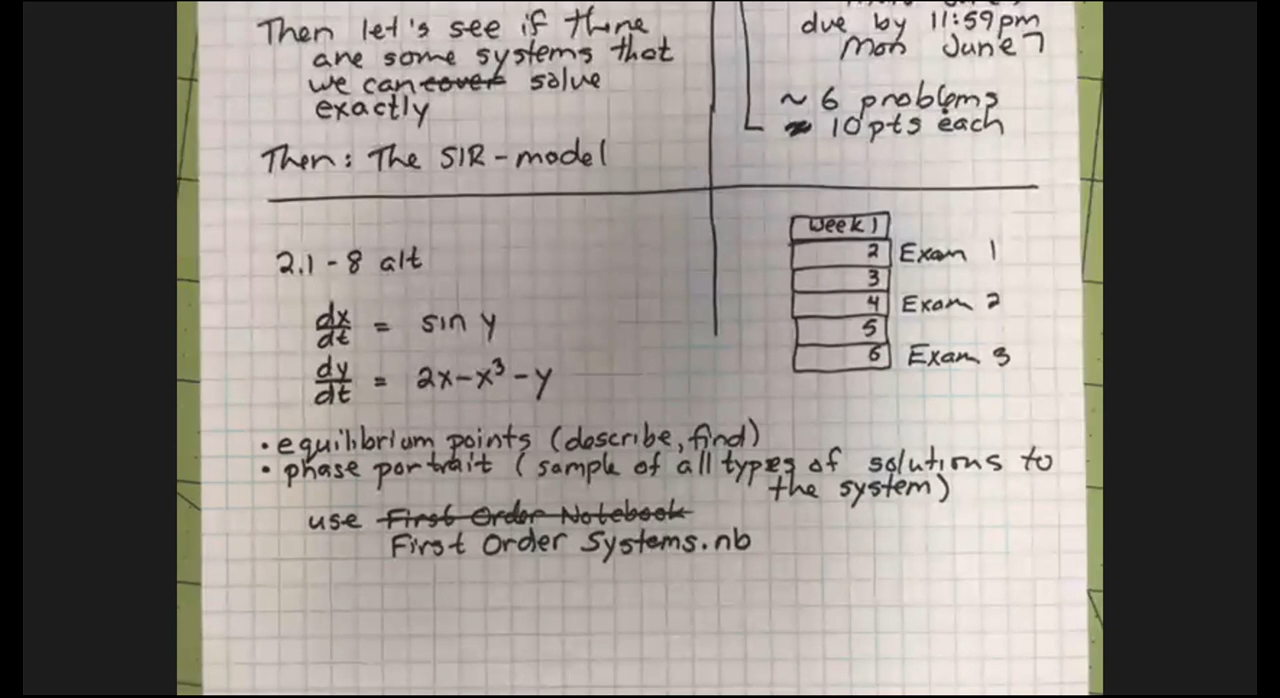 Then let's see if there
are some systems that
we can cover solve
exactly
Then: The SIR-model
due by 11:59pm
Mon June 7
~ 6 problems
~ 10 pts each
Week 1
2 Exam 1
3
4 Exam 2
5
6 Exam 3
2.1-8 alt
dx/dt = sin y
dy/dt = 2x-x³-y
• equilibrium points (describe, find)
• phase portrait (sample of all types of solutions to
the system)
use First Order Notebook
First Order Systems.nb